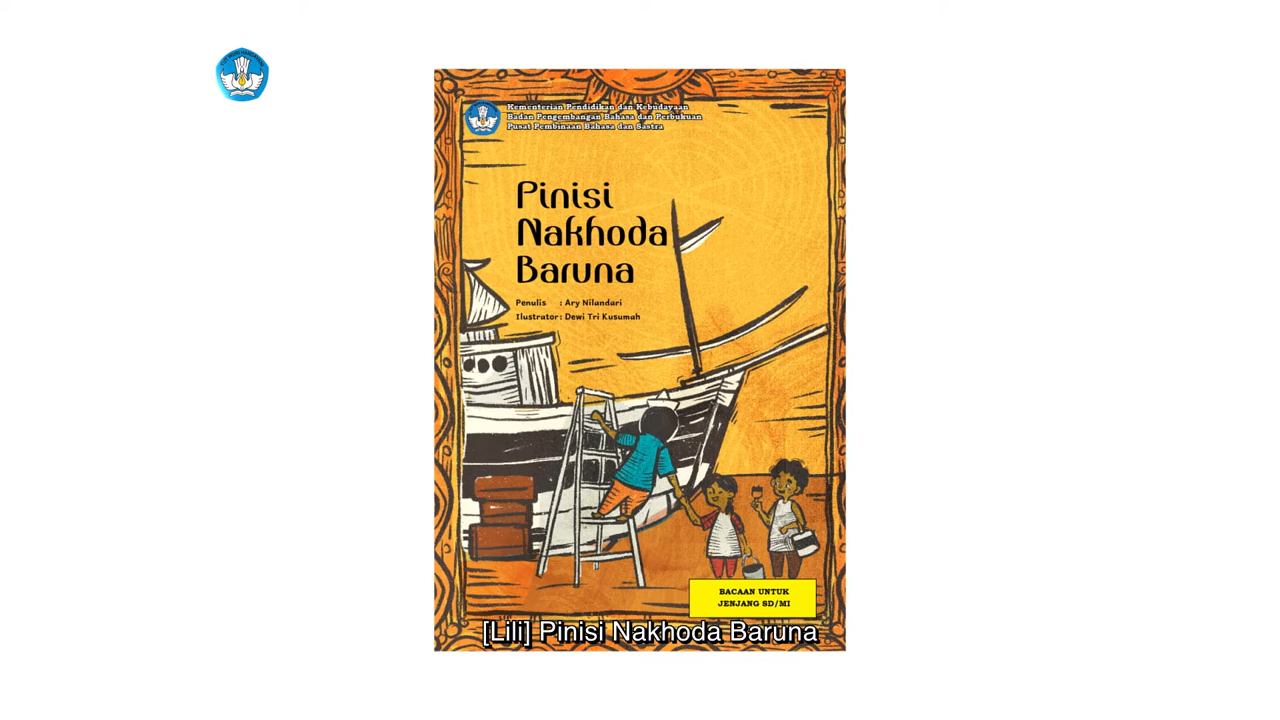 Kementerian Pendidikan dan Kebudayaan
Badan Pengembangan Bahasa dan Perbukuan
Pusat Pembinaan Bahasa dan Sastra
Pinisi
Nakhoda
Baruna
Penulis : Ary Nilandari
Ilustrator : Dewi Tri Kusumah
BACAAN UNTUK
JENJANG SD/MI
[Lili] Pinisi Nakhoda Baruna